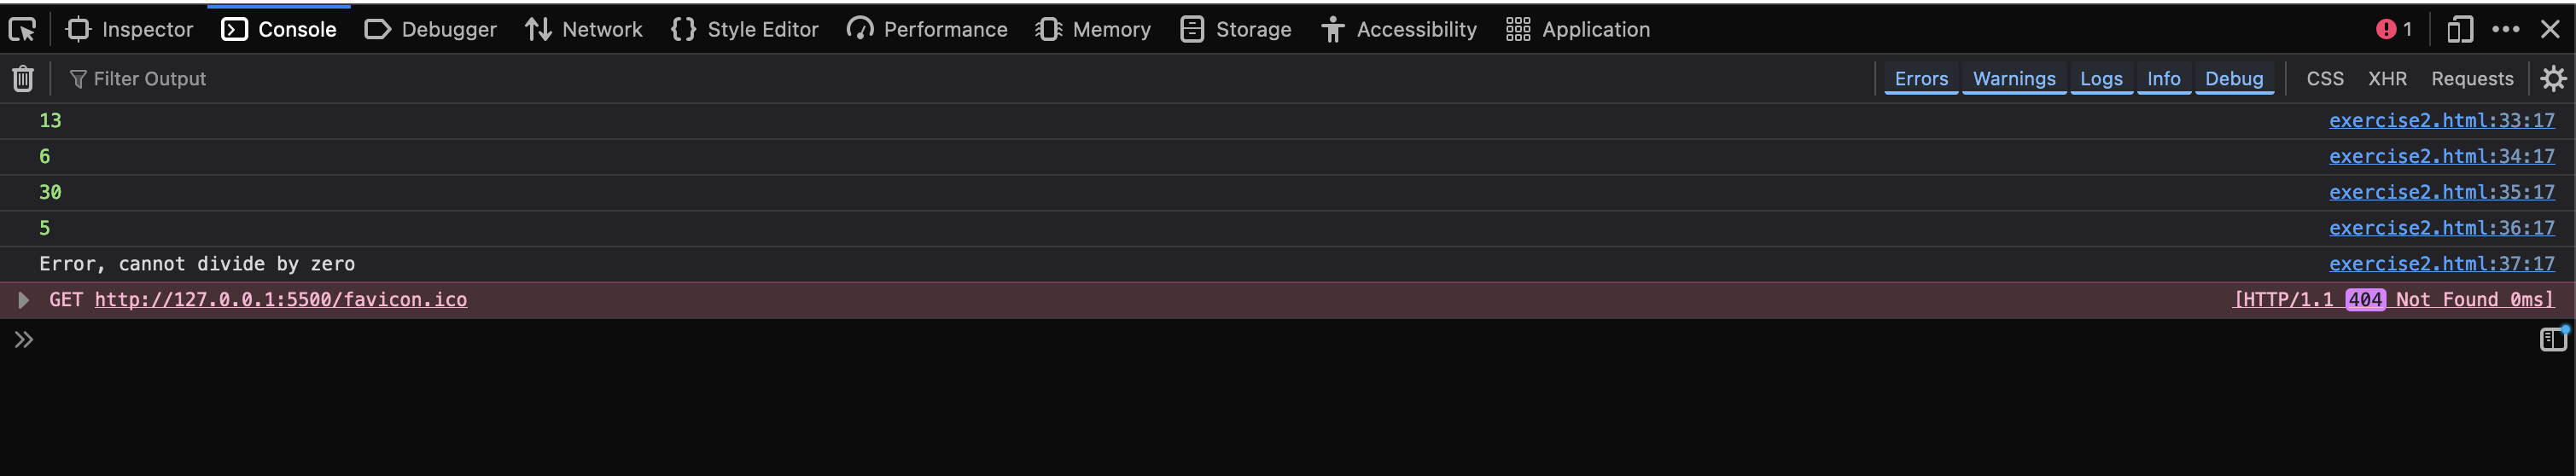 Inspector Console Debugger Network Style Editor Performance Memory Storage Accessibility Application 1
Filter Output Errors Warnings Logs Info Debug CSS XHR Requests
13 exercise2.html:33:17
6 exercise2.html:34:17
30 exercise2.html:35:17
5 exercise2.html:36:17
Error, cannot divide by zero exercise2.html:37:17
GET http://127.0.0.1:5500/favicon.ico [HTTP/1.1 404 Not Found 0ms]